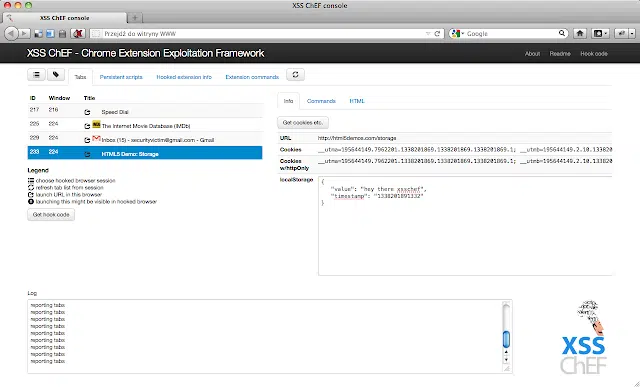 XSS ChEF console
XSS ChEF console
Przejdź do witryny WWW
Google
XSS ChEF - Chrome Extension Exploitation Framework
About Readme Hook code
Tabs Persistent scripts Hooked extension info Extension commands
ID Window Title
217 216 Speed Dial
225 224 The Internet Movie Database (IMDb)
229 224 Inbox (15) - securityvictim@gmail.com - Gmail
233 224 HTML5 Demo: Storage
Legend
choose hooked browser session
refresh tab list from session
launch URL in this browser
launching this might be visible in hooked browser
Get hook code
Info Commands HTML
Get cookies etc.
URL http://html5demos.com/storage
Cookies __utma=195644149.7962201.1338201869.1338201869.1338201869.1; __utmb=195644149.2.10.13382018
Cookies w/httpOnly __utma=195644149.7962201.1338201869.1338201869.1338201869.1; __utmb=195644149.2.10.13382018
localStorage
{
"value": "hey there xsschef",
"timestamp": "1338201891332"
}
Log
reporting tabs
reporting tabs
reporting tabs
reporting tabs
reporting tabs
reporting tabs
reporting tabs
reporting tabs
reporting tabs
XSS
ChEF